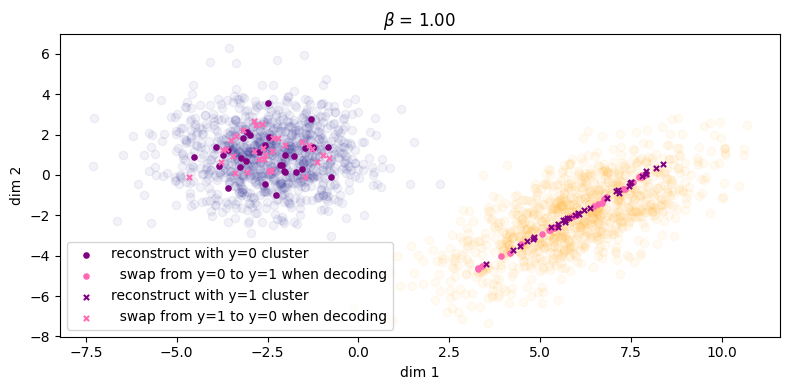 β = 1.00
dim 2
6
4
2
0
−2
−4
−6
−8
reconstruct with y=0 cluster
swap from y=0 to y=1 when decoding
reconstruct with y=1 cluster
swap from y=1 to y=0 when decoding
−7.5 −5.0 −2.5 0.0 2.5 5.0 7.5 10.0
dim 1